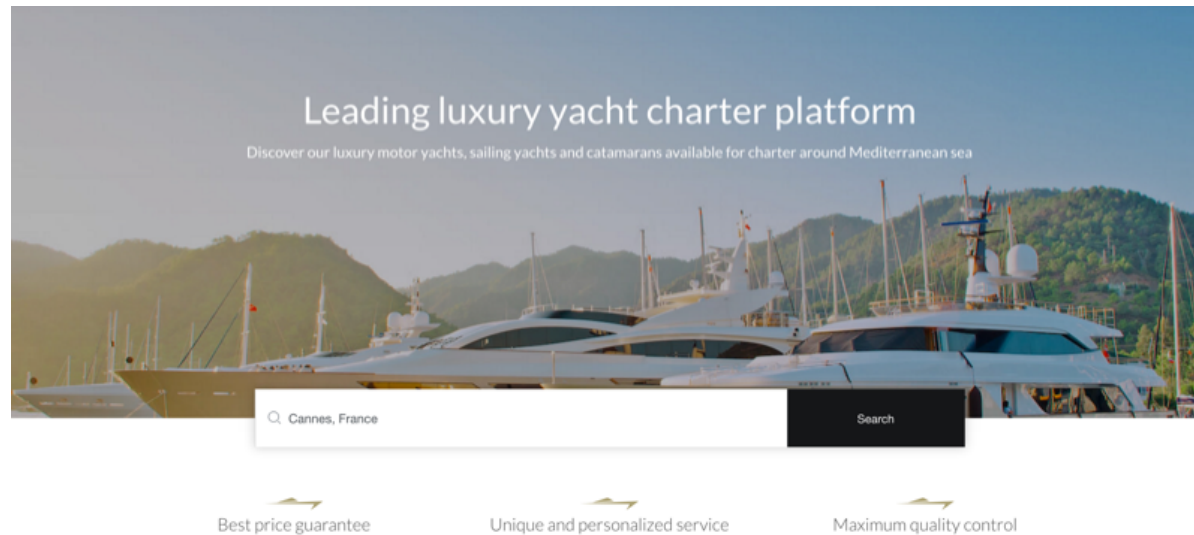 Leading luxury yacht charter platform
Discover our luxury motor yachts, sailing yachts and catamarans available for charter around Mediterranean sea
Cannes, France
Search
Best price guarantee
Unique and personalized service
Maximum quality control